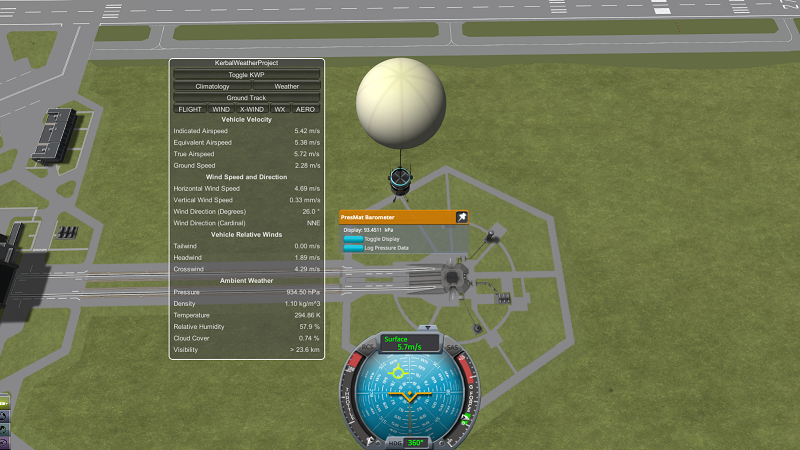 KerbalWeatherProject
Toggle KWP
Climatology Weather
Ground Track
FLIGHT WIND X-WIND WX AERO
Vehicle Velocity
Indicated Airspeed 5.42 m/s
Equivalent Airspeed 5.38 m/s
True Airspeed 5.72 m/s
Ground Speed 2.28 m/s
Wind Speed and Direction
Horizontal Wind Speed 4.69 m/s
Vertical Wind Speed 0.33 mm/s
Wind Direction (Degrees) 26.0 °
Wind Direction (Cardinal) NNE
Vehicle Relative Winds
Tailwind 0.00 m/s
Headwind 1.89 m/s
Crosswind 4.29 m/s
Ambient Weather
Pressure 934.50 hPa
Density 1.10 kg/m^3
Temperature 294.86 K
Relative Humidity 57.9 %
Cloud Cover 0.74 %
Visibility > 23.6 km
PresMat Barometer
Display: 93.4511 kPa
Toggle Display
Log Pressure Data
Surface
5.7m/s
RCS SAS
HDG 360°